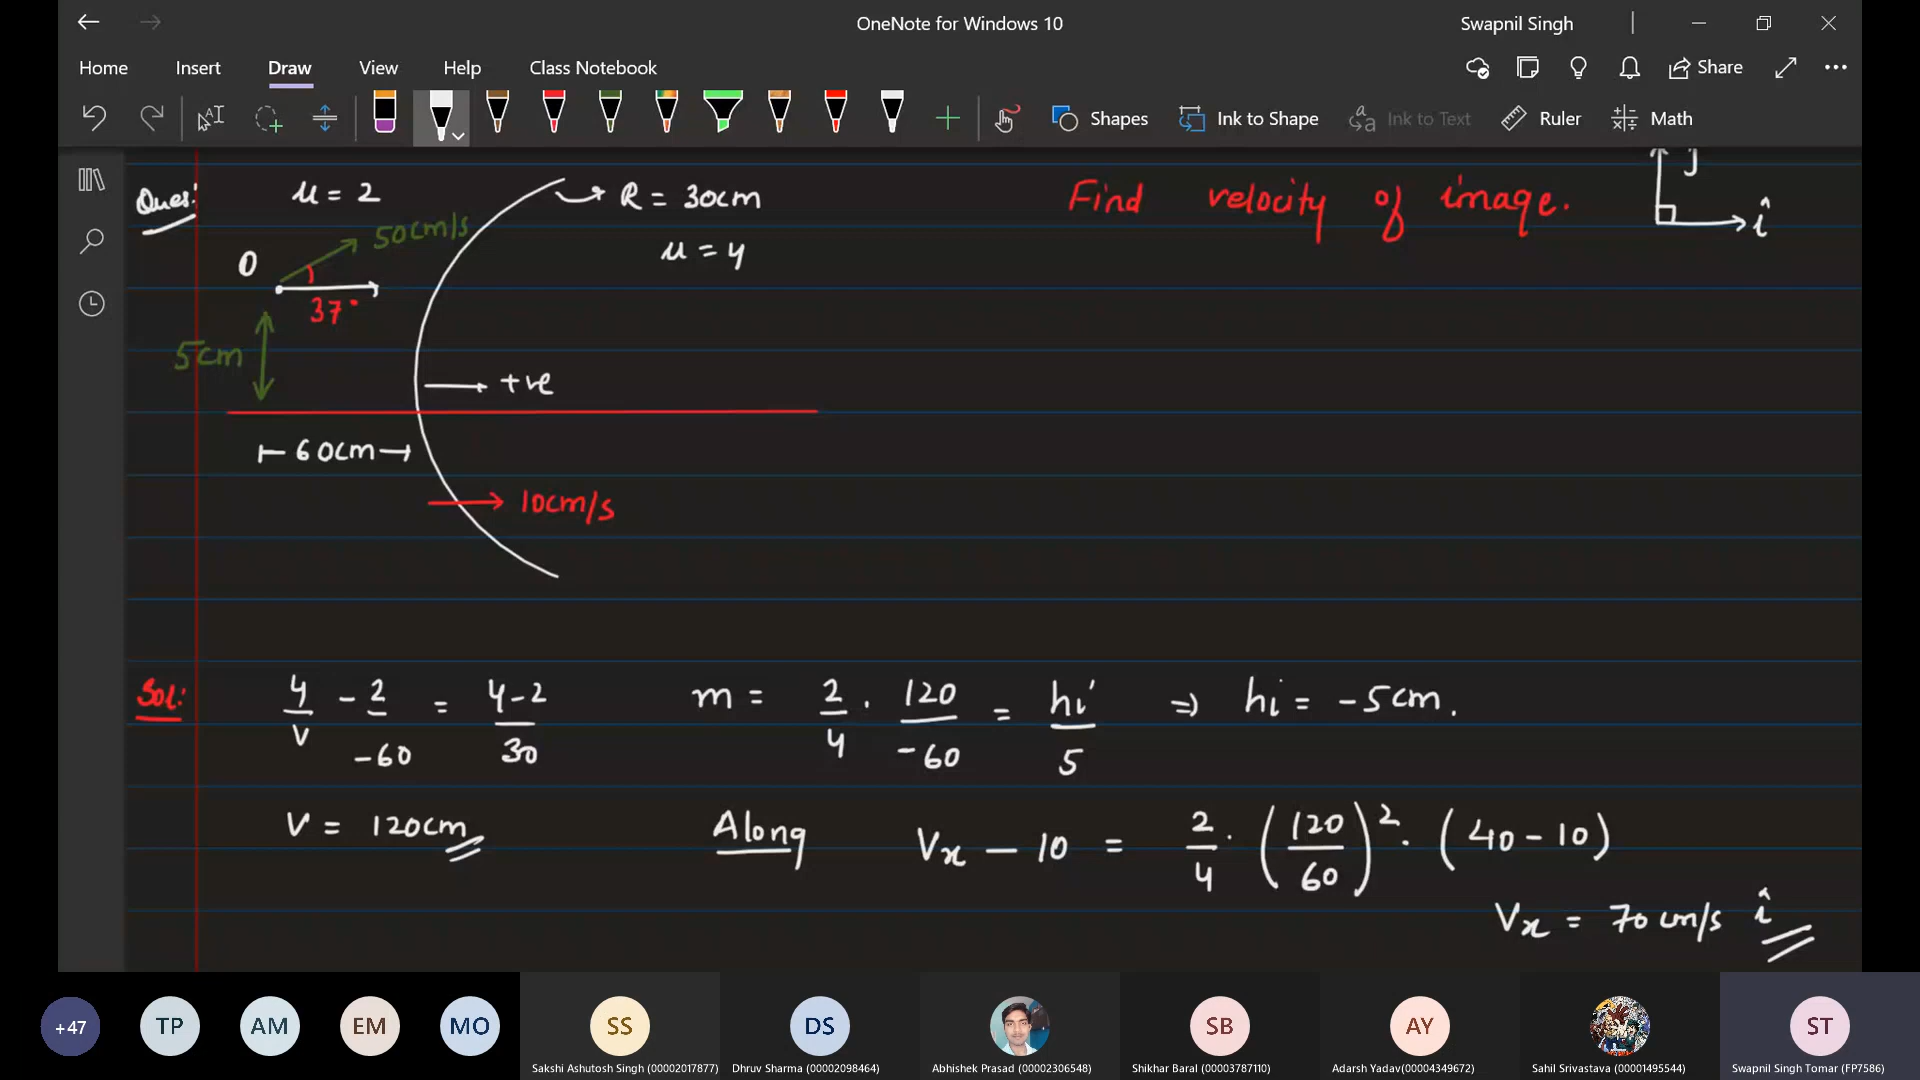 OneNote for Windows 10
Swapnil Singh
Home Insert Draw View Help Class Notebook
Share
Shapes Ink to Shape Ink to Text Ruler Math
Ques: μ = 2 R = 30cm Find velocity of image. j
î
50cm/s
μ = 4
O
37°
5cm
+ve
60cm
10cm/s
Sol: 4/v - 2/-60 = 4-2/30 m = 2/4 . 120/-60 = hi'/5 ⇒ hi = -5cm.
V = 120cm Along Vx - 10 = 2/4 . (120/60)² . (40-10)
Vx = 70 cm/s î
+47 TP AM EM MO SS DS SB AY ST
Sakshi Ashutosh Singh (00002017877) Dhruv Sharma (00002098464) Abhishek Prasad (00002306548) Shikhar Baral (00003787110) Adarsh Yadav(00004349672) Sahil Srivastava (00001495544) Swapnil Singh Tomar (FP7586)